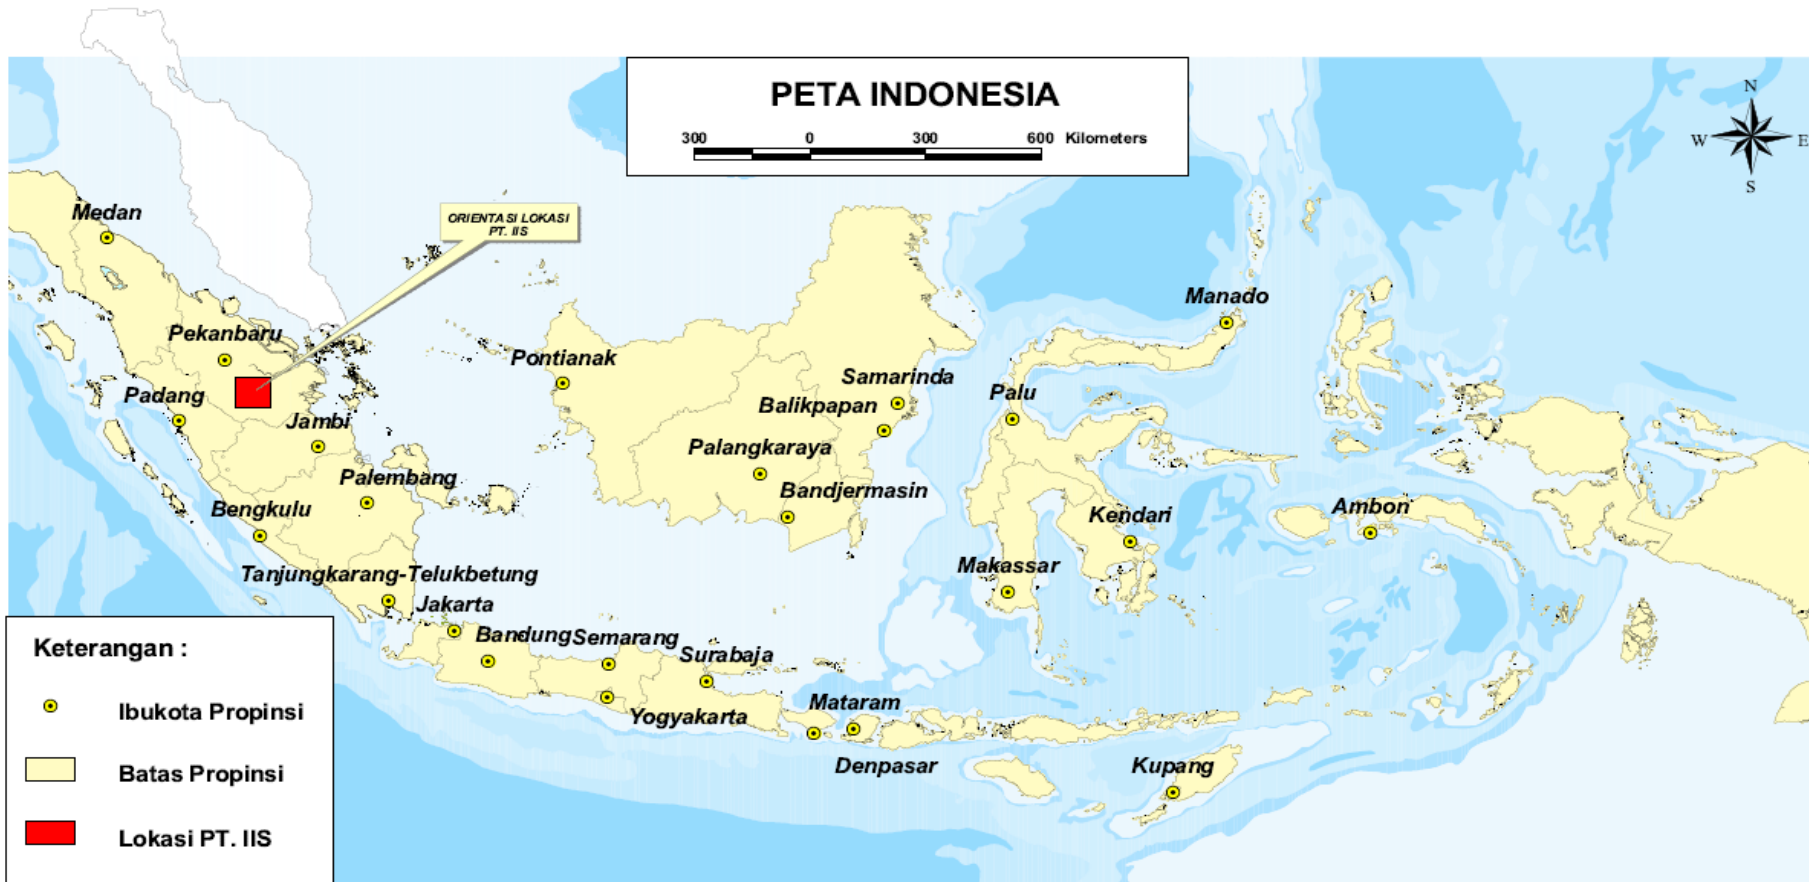 PETA INDONESIA
300 0 300 600 Kilometers
N
W E
S
ORIENTASI LOKASI
PT. IIS
Medan
Pekanbaru
Padang
Jambi
Palembang
Bengkulu
Tanjungkarang-Telukbetung
Jakarta
Bandung
Semarang
Surabaja
Yogyakarta
Mataram
Denpasar
Kupang
Pontianak
Samarinda
Balikpapan
Palangkaraya
Bandjermasin
Manado
Palu
Kendari
Makassar
Ambon
Keterangan :
Ibukota Propinsi
Batas Propinsi
Lokasi PT. IIS